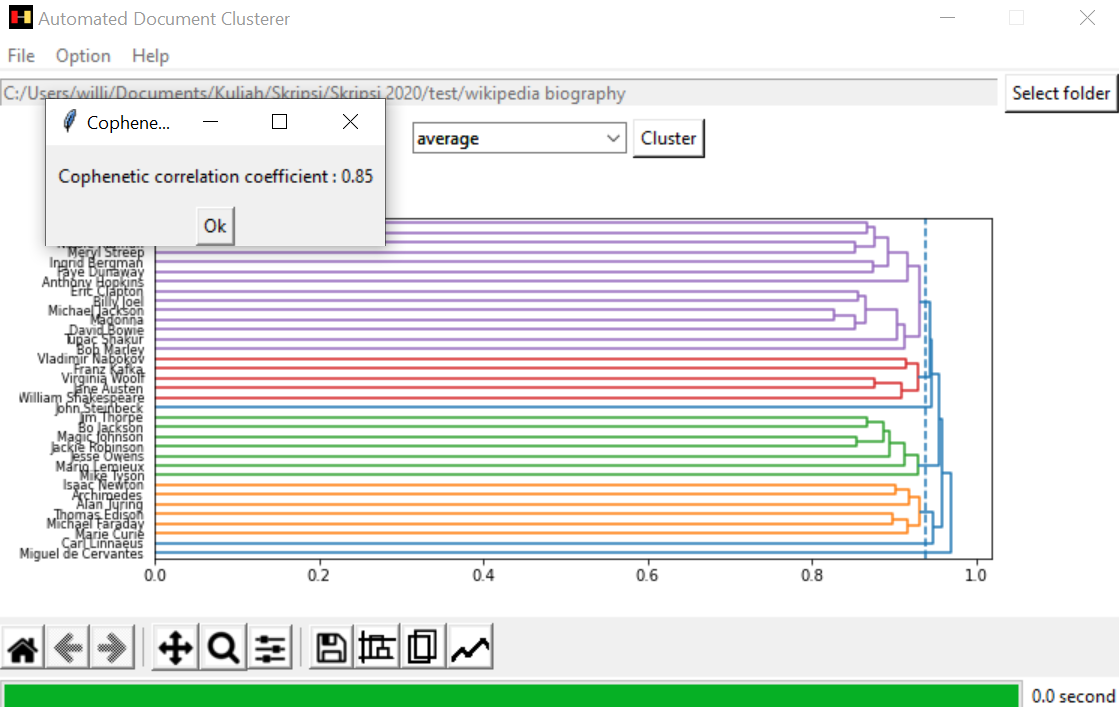 Automated Document Clusterer
File Option Help
C:/Users/willi/Documents/Kuliah/Skripsi/Skripsi 2020/test/wikipedia biography
Select folder
Cophene...
average
Cluster
Cophetic correlation coefficient : 0.85
Ok
Meryl Streep
Ingrid Bergman
Faye Dunaway
Anthony Hopkins
Eric Clapton
Billy Joel
Michael Jackson
Madonna
David Bowie
Tupac Shakur
Bob Marley
Vladimir Nabokov
Franz Kafka
Virginia Woolf
Jane Austen
William Shakespeare
John Steinbeck
Jim Thorpe
Bo Jackson
Magic Johnson
Jackie Robinson
Jesse Owens
Mario Lemieux
Mike Tyson
Isaac Newton
Archimedes
Alan Turing
Thomas Edison
Michael Faraday
Marie Curie
Carl Linnaeus
Miguel de Cervantes
0.0 0.2 0.4 0.6 0.8 1.0
0.0 second